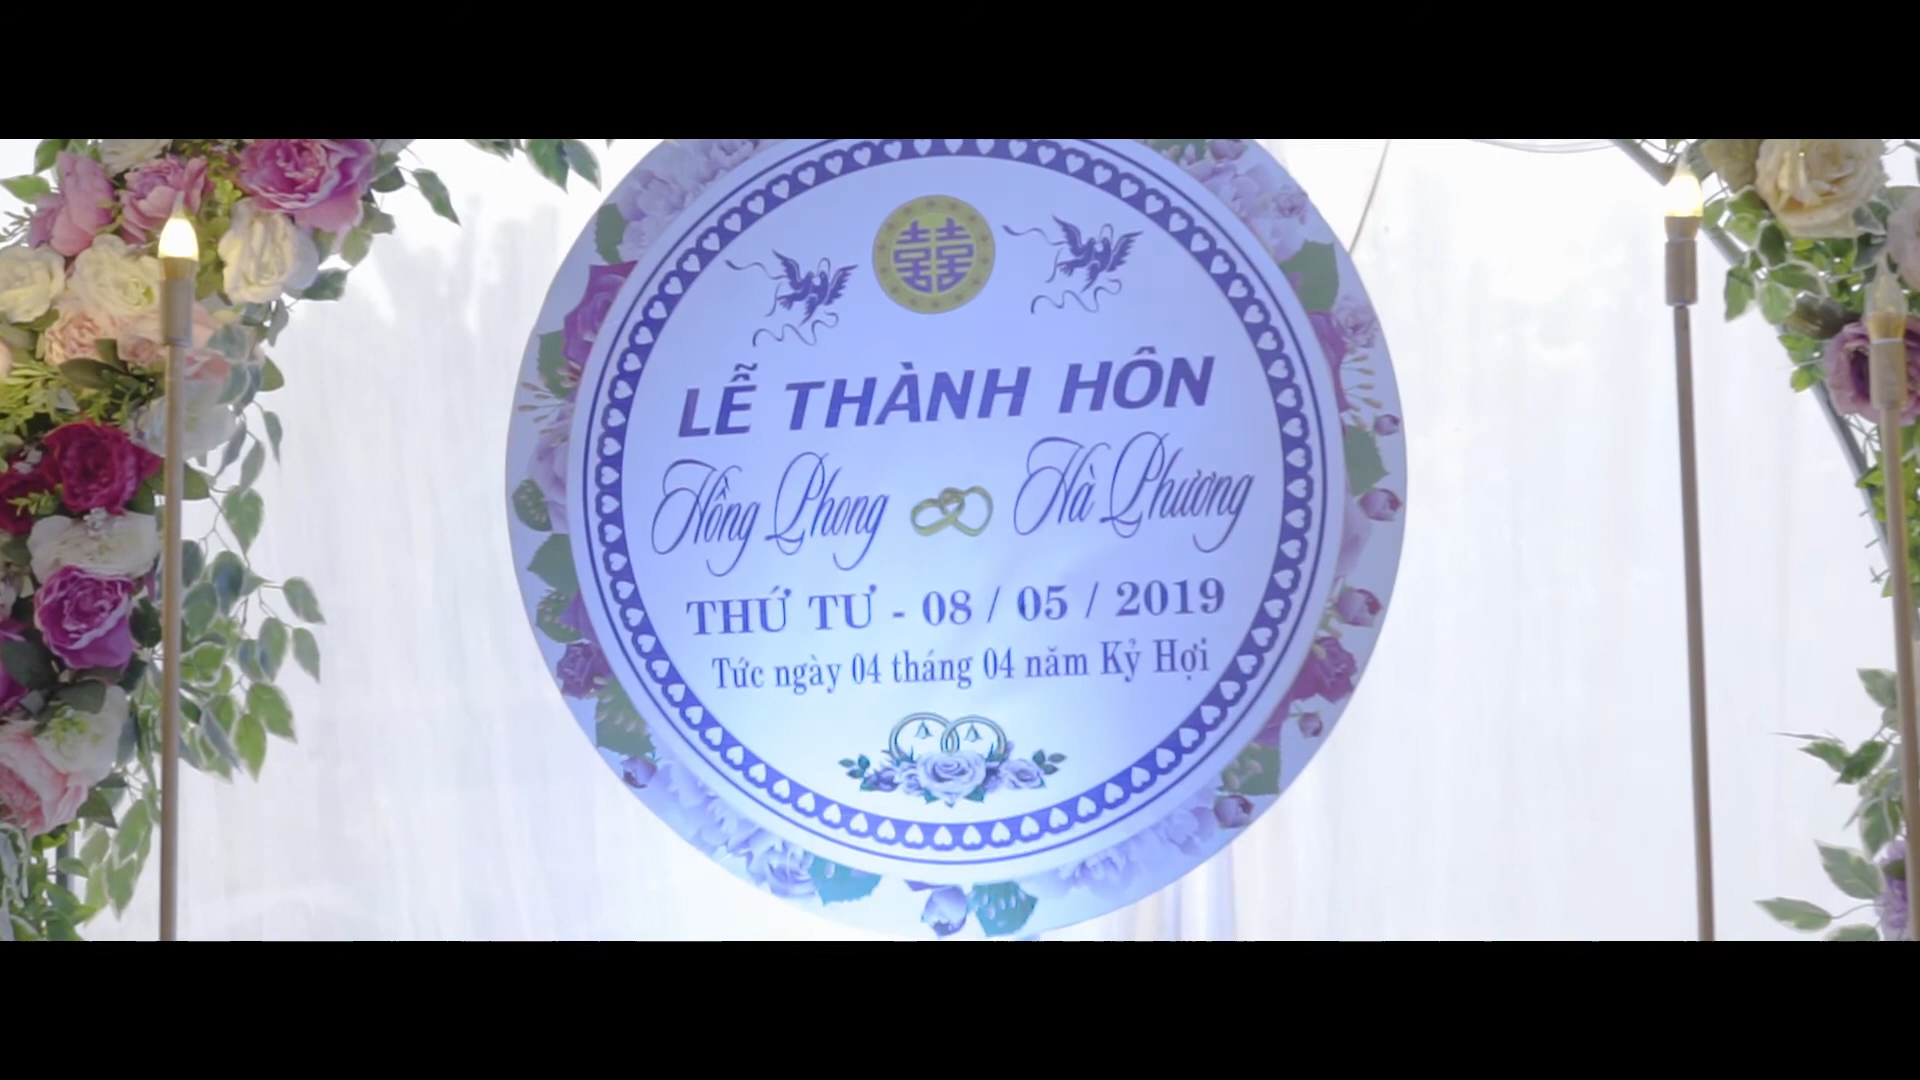 囍
LỄ THÀNH HÔN
Hồng Phong Hà Phương
THỨ TƯ - 08 / 05 / 2019
Tức ngày 04 tháng 04 năm Kỷ Hợi